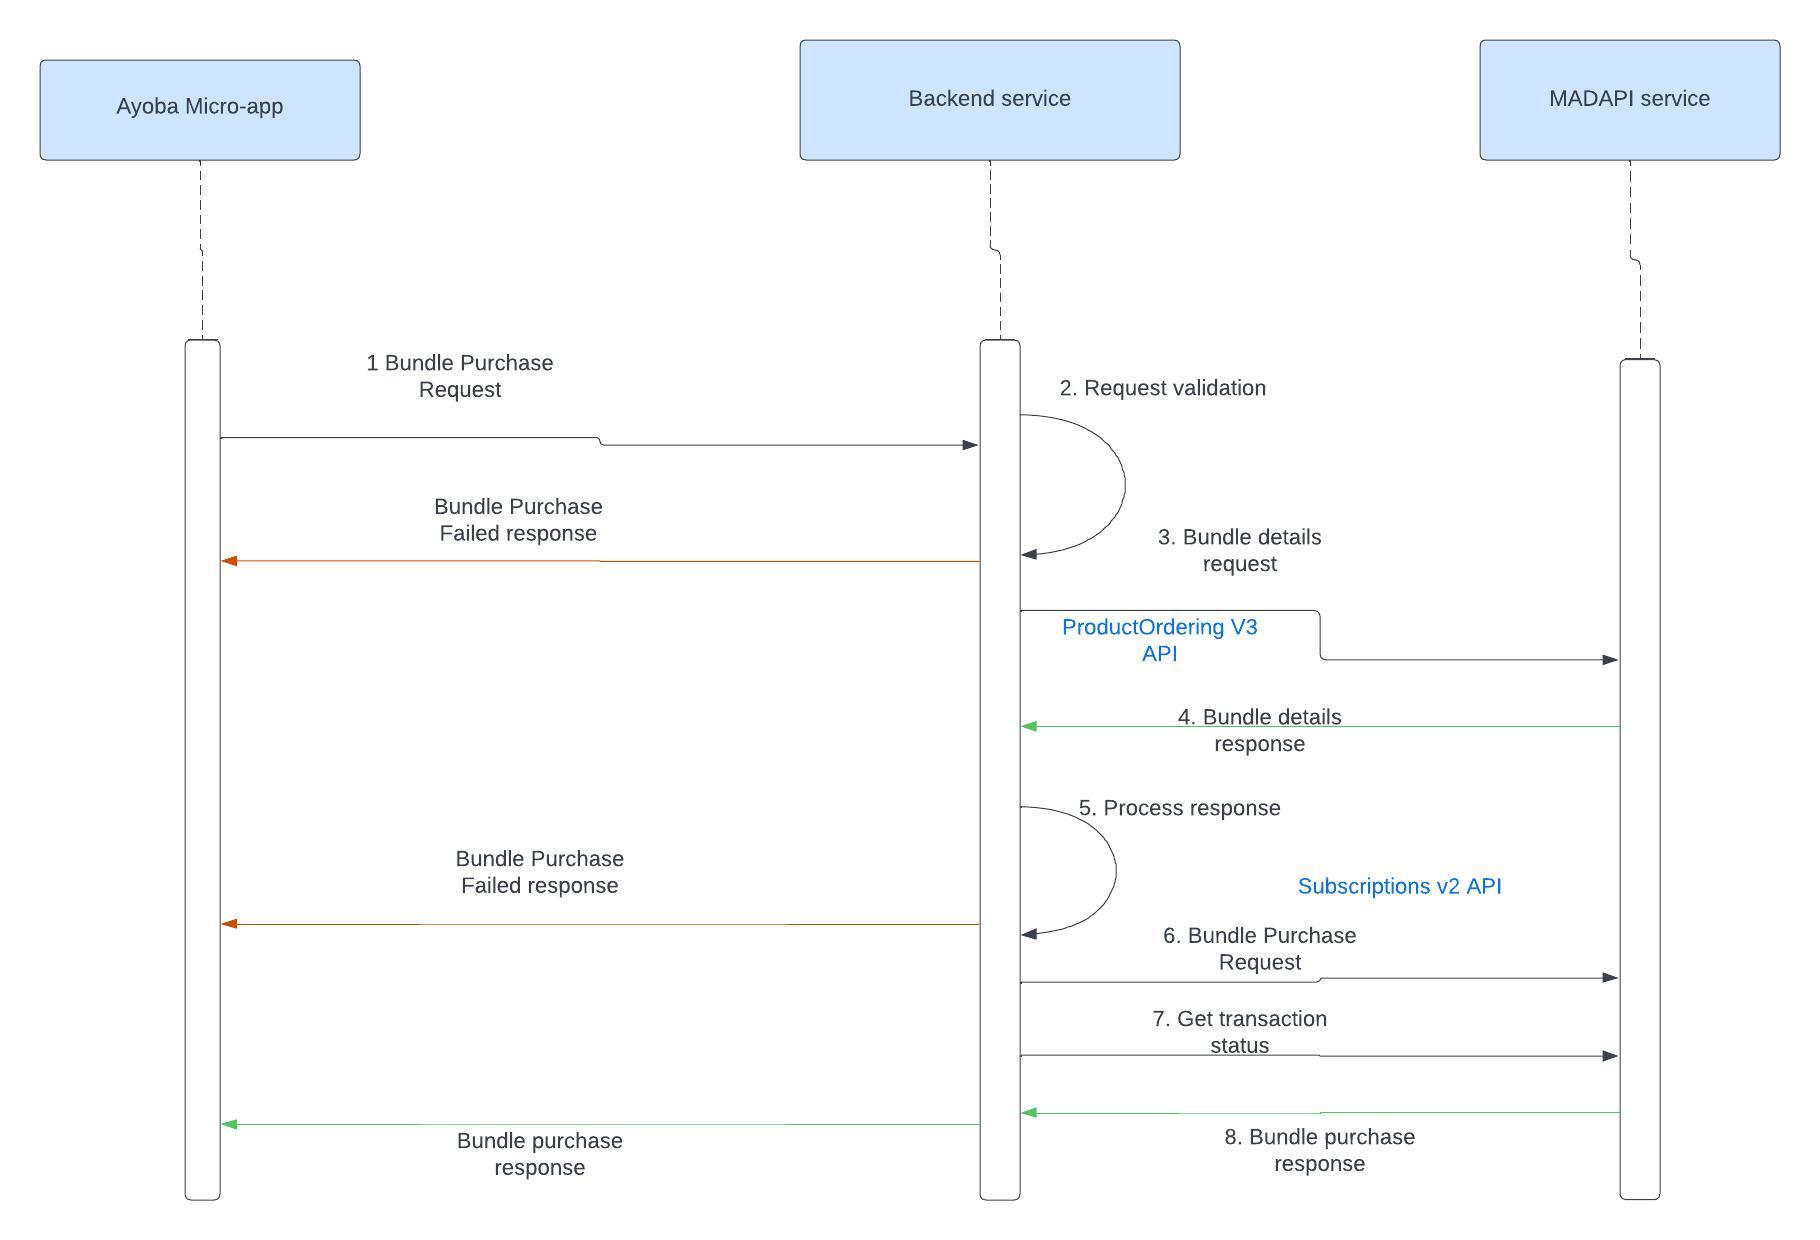 Ayoba Micro-app
Backend service
MADAPI service
1 Bundle Purchase
Request
2. Request validation
Bundle Purchase
Failed response
3. Bundle details
request
ProductOrdering V3
API
4. Bundle details
response
5. Process response
Bundle Purchase
Failed response
Subscriptions v2 API
6. Bundle Purchase
Request
7. Get transaction
status
Bundle purchase
response
8. Bundle purchase
response